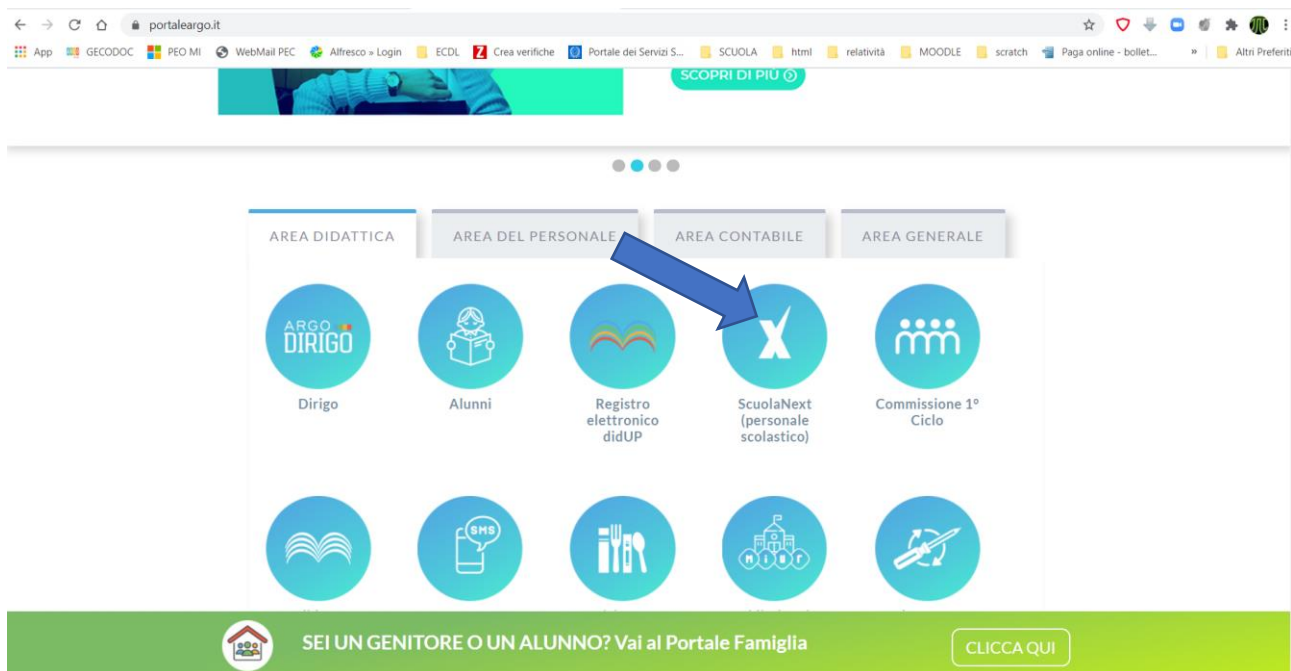 portaleargo.it
App GECODOC PEO MI WebMail PEC Alfresco » Login ECDL Z Crea verifiche Portale dei Servizi S... SCUOLA html relatività MOODLE scratch Paga online - bollet... » Altri Preferiti
SCOPRI DI PIÙ
AREA DIDATTICA AREA DEL PERSONALE AREA CONTABILE AREA GENERALE
ARGO
DIRIGO
Dirigo Alunni Registro ScuolaNext Commissione 1°
elettronico (personale Ciclo
didUP scolastico)
SMS
MIUR
SEI UN GENITORE O UN ALUNNO? Vai al Portale Famiglia CLICCA QUI